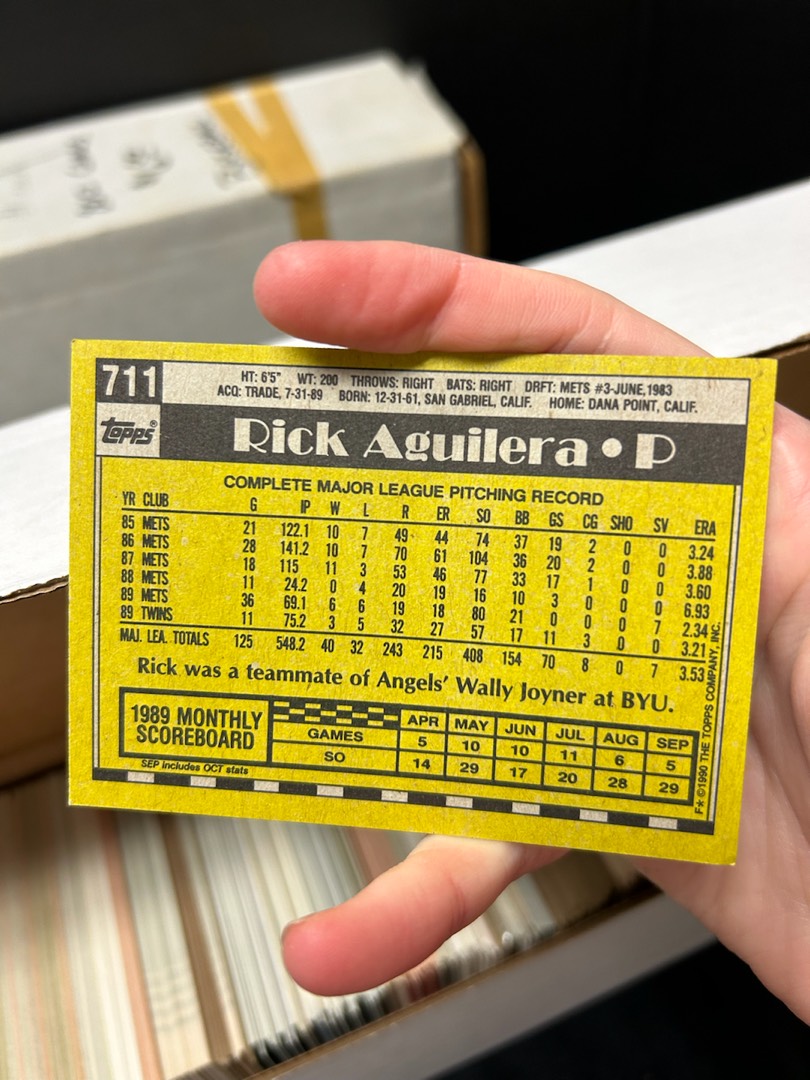 711
HT: 6'5" WT: 200 THROWS: RIGHT BATS: RIGHT DRFT: METS #3-JUNE,1983
ACQ: TRADE, 7-31-89 BORN: 12-31-61, SAN GABRIEL, CALIF. HOME: DANA POINT, CALIF.
topps®
Rick Aguilera • P
COMPLETE MAJOR LEAGUE PITCHING RECORD
YR CLUB G IP W L R ER SO BB GS CG SHO SV ERA
85 METS 21 122.1 10 7 49 44 74 37 19 2 0 0 3.24
86 METS 28 141.2 10 7 70 61 104 36 20 2 0 0 3.88
87 METS 18 115 11 3 53 46 77 33 17 1 0 0 3.60
88 METS 11 24.2 0 4 20 19 16 10 3 0 0 0 6.93
89 METS 36 69.1 6 6 19 18 80 21 0 0 0 7 2.34
89 TWINS 11 75.2 3 5 32 27 57 17 11 3 0 0 3.21
MAJ. LEA. TOTALS 125 548.2 40 32 243 215 408 154 70 8 0 7 3.53
Rick was a teammate of Angels' Wally Joyner at BYU.
1989 MONTHLY
SCOREBOARD
APR MAY JUN JUL AUG SEP
GAMES 5 10 10 11 6 5
SO 14 29 17 20 28 29
SEP includes OCT stats
F* ©1990 THE TOPPS COMPANY, INC.